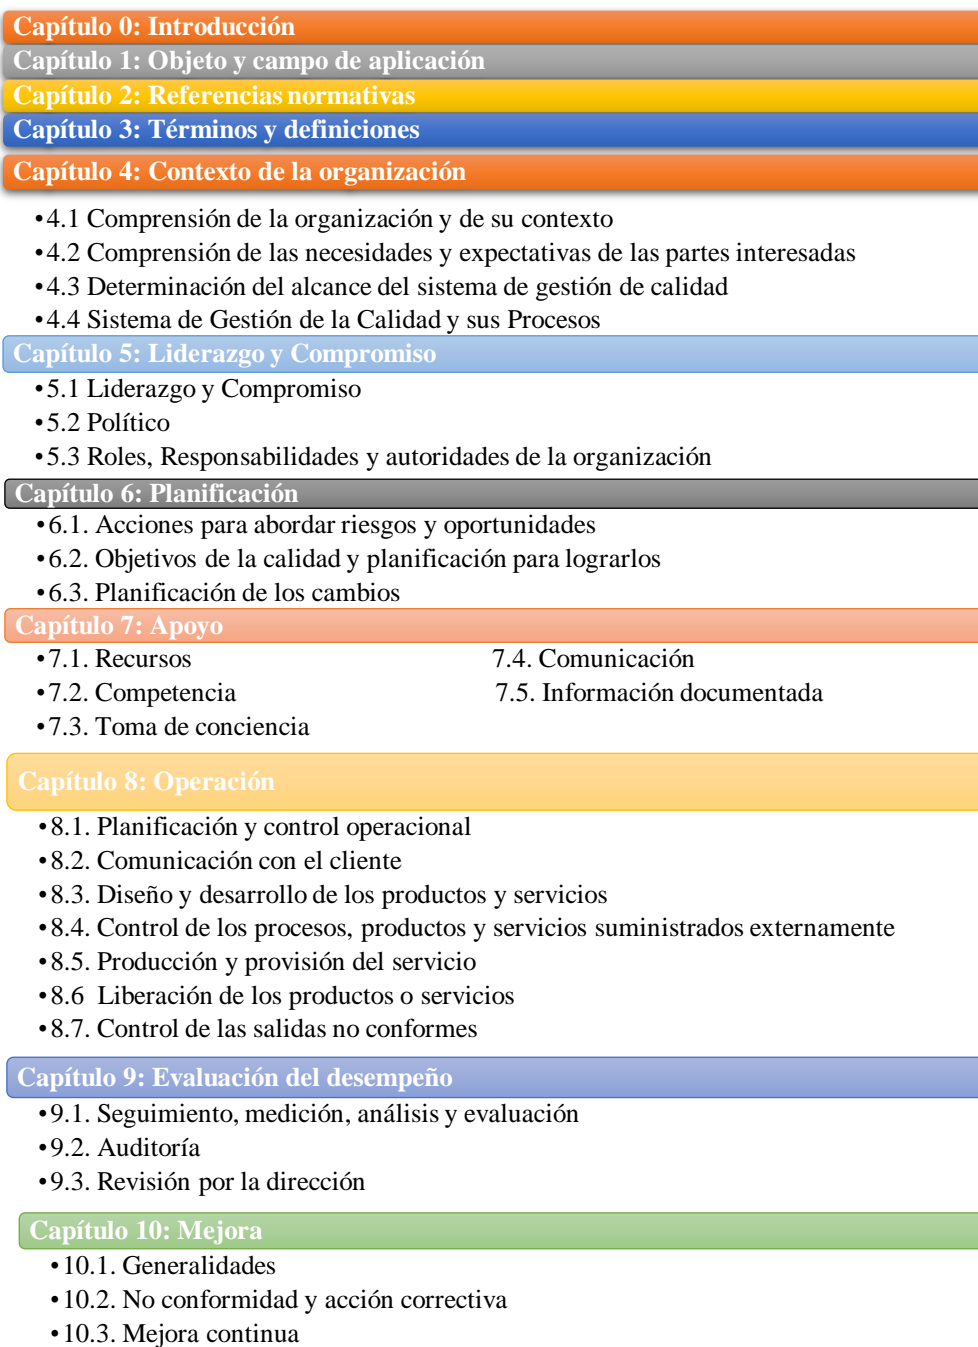 Capítulo 0: Introducción
Capítulo 1: Objeto y campo de aplicación
Capítulo 2: Referencias normativas
Capítulo 3: Términos y definiciones
Capítulo 4: Contexto de la organización
•4.1 Comprensión de la organización y de su contexto
•4.2 Comprensión de las necesidades y expectativas de las partes interesadas
•4.3 Determinación del alcance del sistema de gestión de calidad
•4.4 Sistema de Gestión de la Calidad y sus Procesos
Capítulo 5: Liderazgo y Compromiso
•5.1 Liderazgo y Compromiso
•5.2 Político
•5.3 Roles, Responsabilidades y autoridades de la organización
Capítulo 6: Planificación
•6.1. Acciones para abordar riesgos y oportunidades
•6.2. Objetivos de la calidad y planificación para lograrlos
•6.3. Planificación de los cambios
Capítulo 7: Apoyo
•7.1. Recursos 7.4. Comunicación
•7.2. Competencia 7.5. Información documentada
•7.3. Toma de conciencia
Capítulo 8: Operación
•8.1. Planificación y control operacional
•8.2. Comunicación con el cliente
•8.3. Diseño y desarrollo de los productos y servicios
•8.4. Control de los procesos, productos y servicios suministrados externamente
•8.5. Producción y provisión del servicio
•8.6 Liberación de los productos o servicios
•8.7. Control de las salidas no conformes
Capítulo 9: Evaluación del desempeño
•9.1. Seguimiento, medición, análisis y evaluación
•9.2. Auditoría
•9.3. Revisión por la dirección
Capítulo 10: Mejora
•10.1. Generalidades
•10.2. No conformidad y acción correctiva
•10.3. Mejora continua